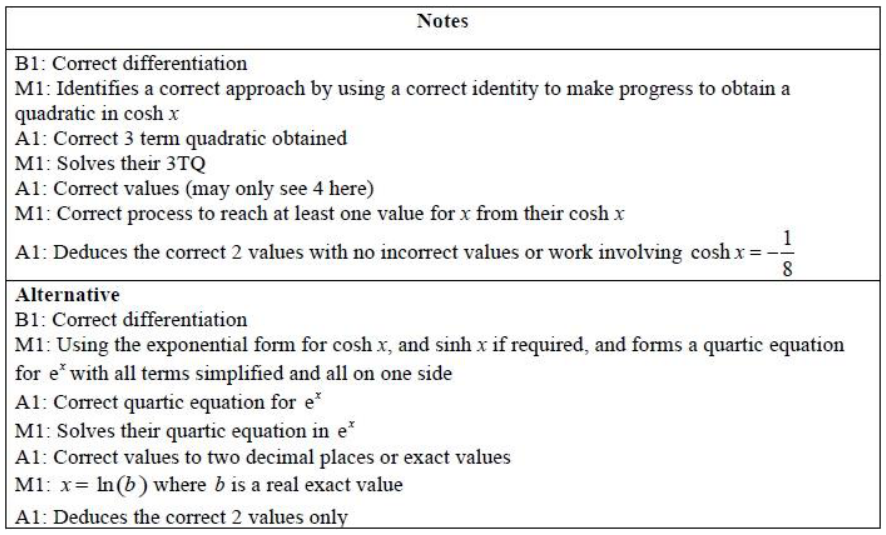 Notes
B1: Correct differentiation
M1: Identifies a correct approach by using a correct identity to make progress to obtain a
quadratic in cosh x
A1: Correct 3 term quadratic obtained
M1: Solves their 3TQ
A1: Correct values (may only see 4 here)
M1: Correct process to reach at least one value for x from their cosh x
A1: Deduces the correct 2 values with no incorrect values or work involving cosh x = −1/8
Alternative
B1: Correct differentiation
M1: Using the exponential form for cosh x, and sinh x if required, and forms a quartic equation
for eˣ with all terms simplified and all on one side
A1: Correct quartic equation for eˣ
M1: Solves their quartic equation in eˣ
A1: Correct values to two decimal places or exact values
M1: x = ln(b) where b is a real exact value
A1: Deduces the correct 2 values only